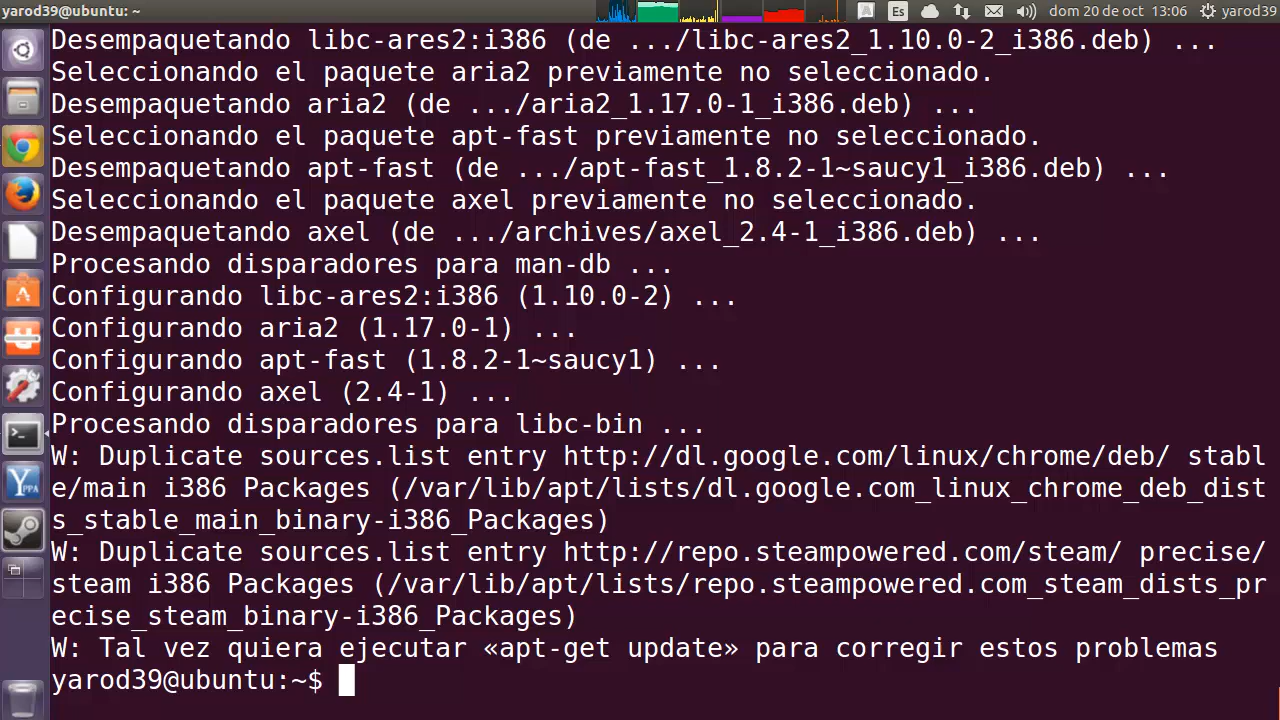 yarod39@ubuntu: ~
Es
dom 20 de oct 13:06
yarod39
Desempaquetando libc-ares2:i386 (de .../libc-ares2_1.10.0-2_i386.deb) ...
Seleccionando el paquete aria2 previamente no seleccionado.
Desempaquetando aria2 (de .../aria2_1.17.0-1_i386.deb) ...
Seleccionando el paquete apt-fast previamente no seleccionado.
Desempaquetando apt-fast (de .../apt-fast_1.8.2-1~saucy1_i386.deb) ...
Seleccionando el paquete axel previamente no seleccionado.
Desempaquetando axel (de .../archives/axel_2.4-1_i386.deb) ...
Procesando disparadores para man-db ...
Configurando libc-ares2:i386 (1.10.0-2) ...
Configurando aria2 (1.17.0-1) ...
Configurando apt-fast (1.8.2-1~saucy1) ...
Configurando axel (2.4-1) ...
Procesando disparadores para libc-bin ...
W: Duplicate sources.list entry http://dl.google.com/linux/chrome/deb/ stabl
e/main i386 Packages (/var/lib/apt/lists/dl.google.com_linux_chrome_deb_dist
s_stable_main_binary-i386_Packages)
W: Duplicate sources.list entry http://repo.steampowered.com/steam/ precise/
steam i386 Packages (/var/lib/apt/lists/repo.steampowered.com_steam_dists_pr
ecise_steam_binary-i386_Packages)
W: Tal vez quiera ejecutar «apt-get update» para corregir estos problemas
yarod39@ubuntu:~$
Y PPA